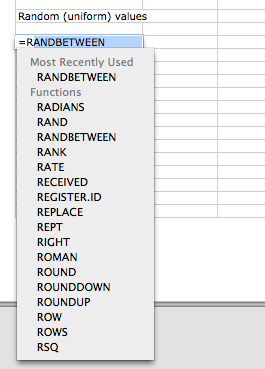 Random (uniform) values
=RANDBETWEEN
Most Recently Used
RANDBETWEEN
Functions
RADIANS
RAND
RANDBETWEEN
RANK
RATE
RECEIVED
REGISTER.ID
REPLACE
REPT
RIGHT
ROMAN
ROUND
ROUNDDOWN
ROUNDUP
ROW
ROWS
RSQ